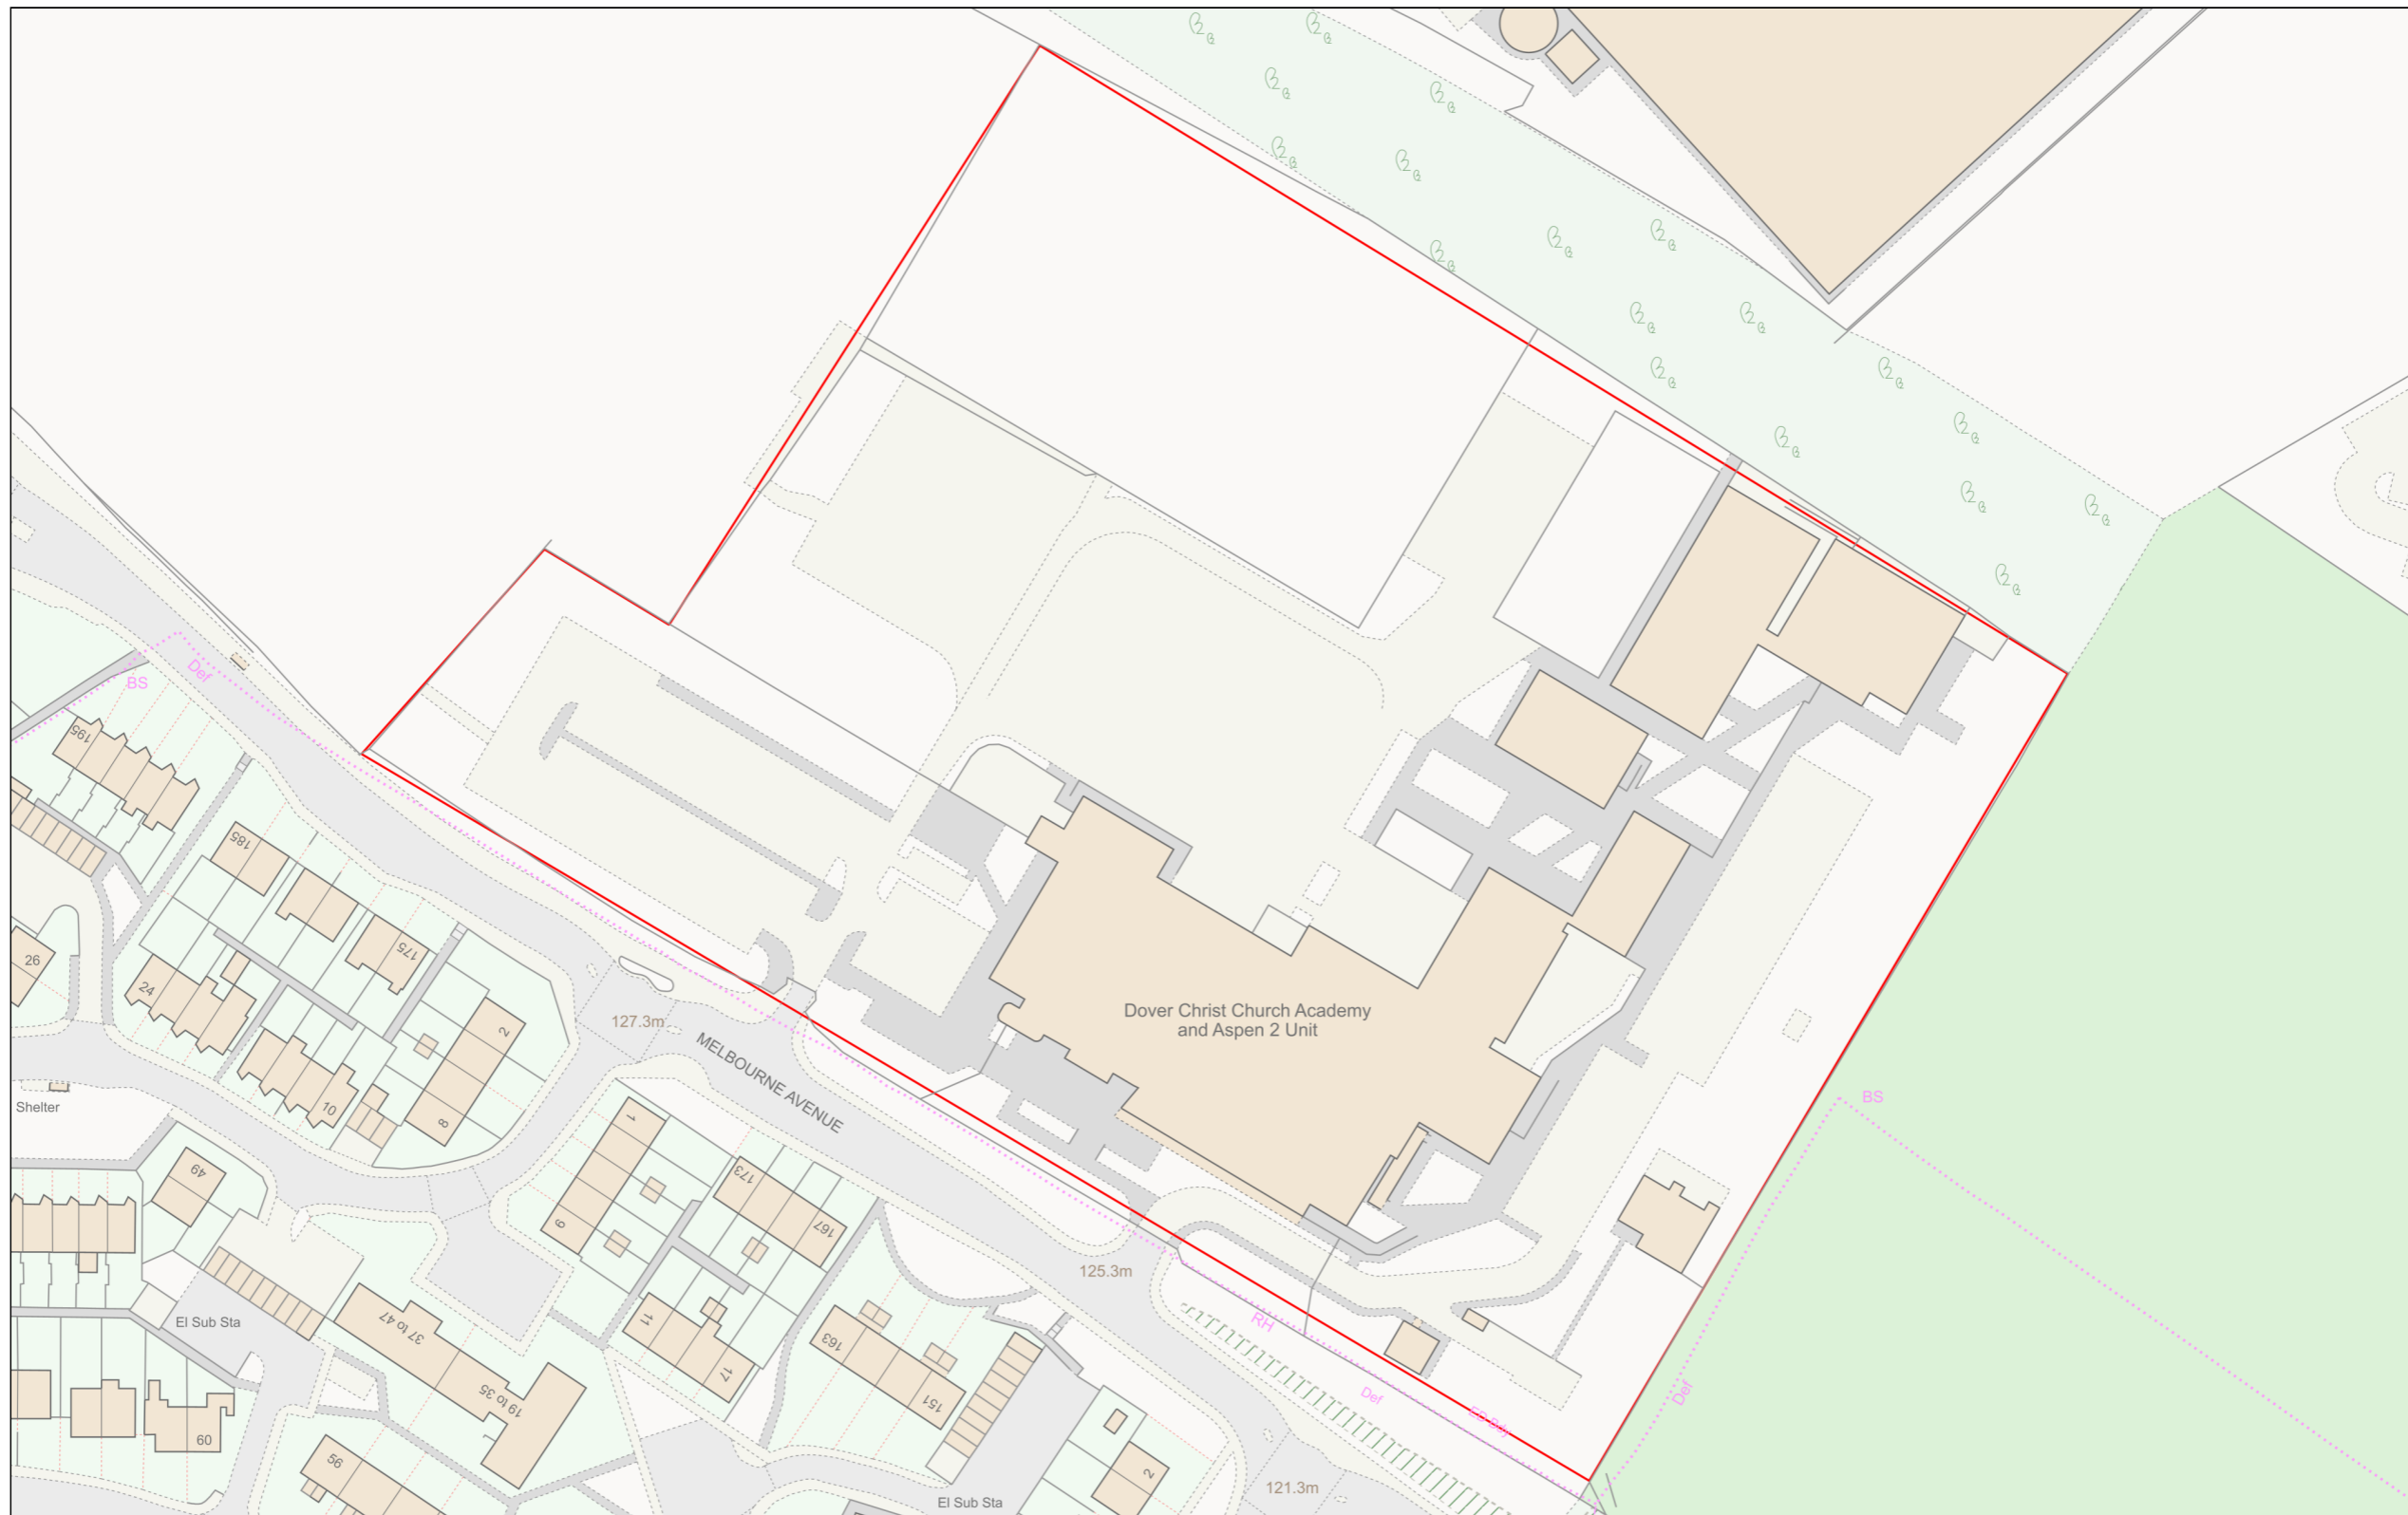 BS
Def
195
185
175
26
24
10
2
8
127.3m
MELBOURNE AVENUE
Dover Christ Church Academy
and Aspen 2 Unit
BS
Shelter
49
1
9
173
167
125.3m
RH
Def
ED Bdy
Def
El Sub Sta
37 to 47
19 to 35
11
17
163
151
60
56
2
El Sub Sta
121.3m